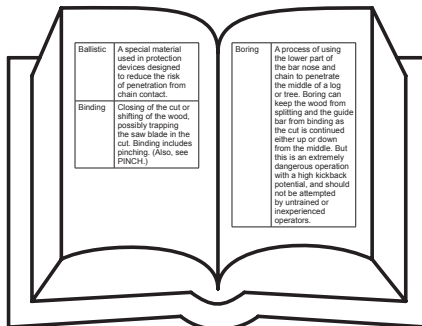 Ballistic A special material
used in protection
devices designed
to reduce the risk
of penetration from
chain contact.
Binding Closing of the cut or
shifting of the wood,
possibly trapping
the saw blade in the
cut. Binding includes
pinching. (Also, see
PINCH.)
Boring A process of using
the lower part of
the bar nose and
chain to penetrate
the middle of a log
or tree. Boring can
keep the wood from
splitting and the guide
bar from binding as
the cut is continued
either up or down
from the middle. But
this is an extremely
dangerous operation
with a high kickback
potential, and should
not be attempted
by untrained or
inexperienced
operators.